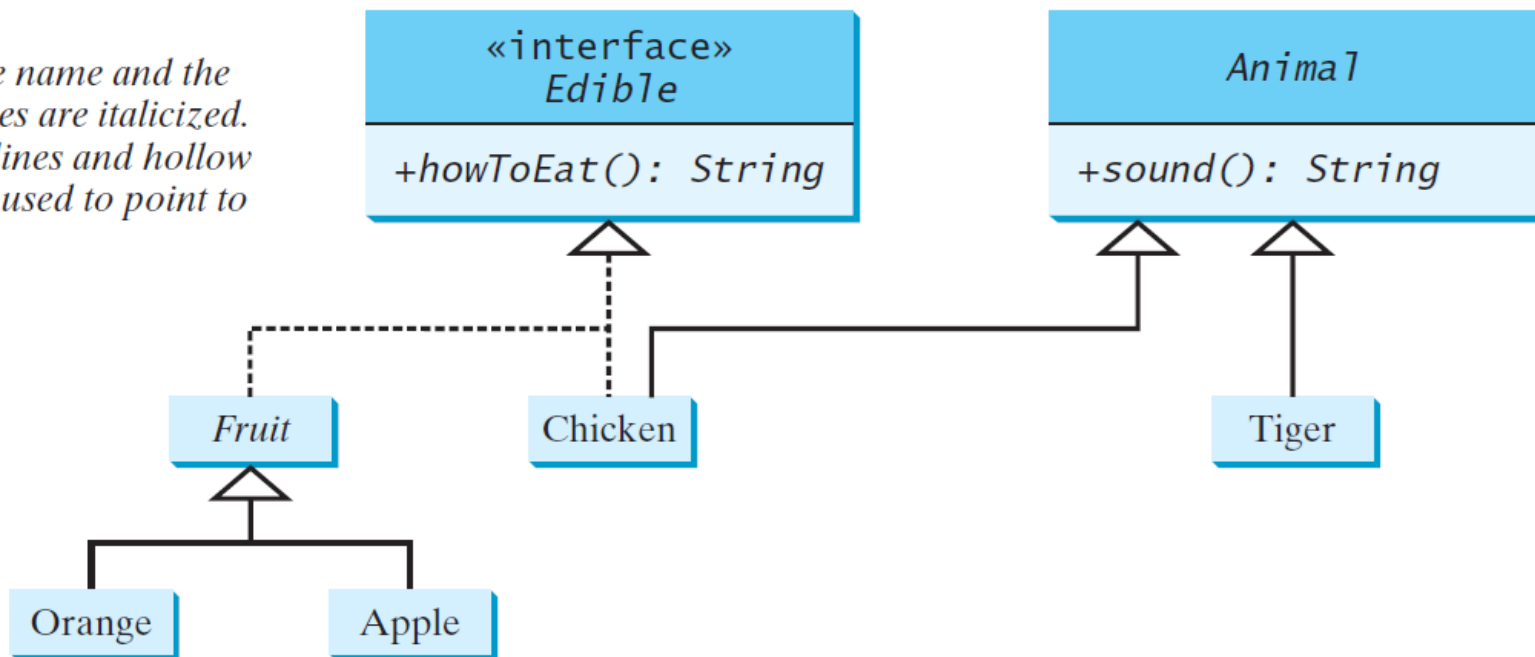 name and the
are italicized.
lines and hollow
used to point to
«interface»
Edible
+howToEat(): String
Animal
+sound(): String
Fruit
Chicken
Tiger
Orange
Apple